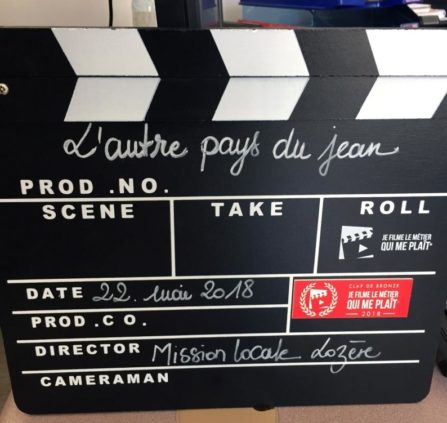 L'autre pays du jean
PROD .NO.
SCENE
TAKE
ROLL
JE FILME LE MÉTIER
QUI ME PLAÎT
DATE 22 mai 2018
CLAP DE BRONZE
JE FILME LE MÉTIER
QUI ME PLAÎT
2018
PROD .C O.
DIRECTOR Mission Locale Lozère
CAMERAMAN